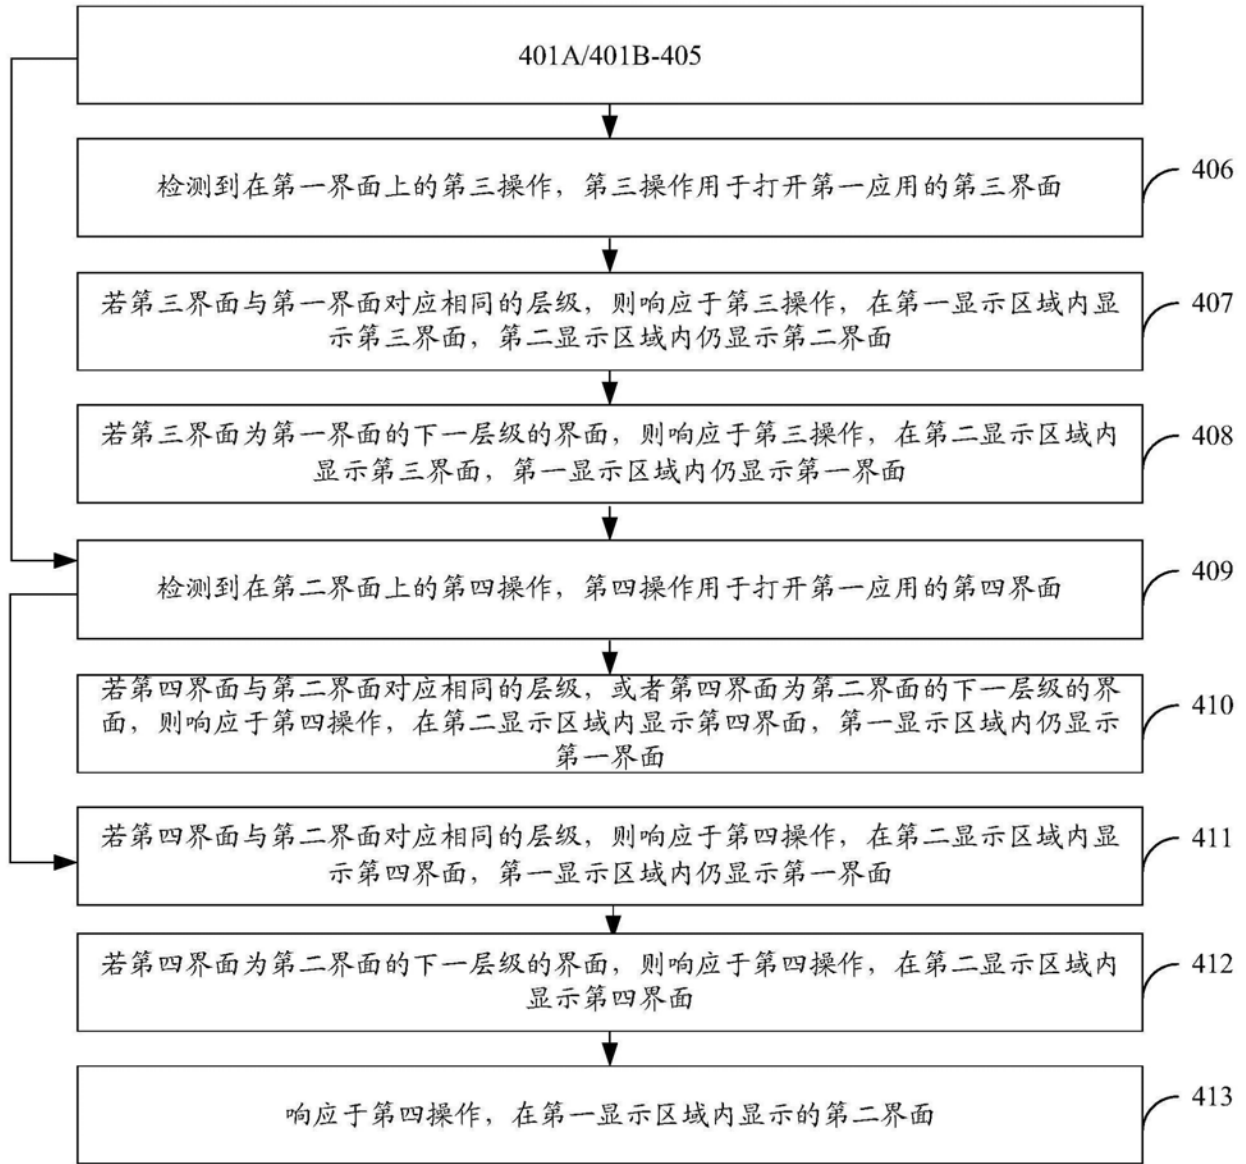 401A/401B-405
检测到在第一界面上的第三操作，第三操作用于打开第一应用的第三界面
406
若第三界面与第一界面对应相同的层级，则响应于第三操作，在第一显示区域内显
示第三界面，第二显示区域内仍显示第二界面
407
若第三界面为第一界面的下一层级的界面，则响应于第三操作，在第二显示区域内
显示第三界面，第一显示区域内仍显示第一界面
408
检测到在第二界面上的第四操作，第四操作用于打开第一应用的第四界面
409
若第四界面与第二界面对应相同的层级，或者第四界面为第二界面的下一层级的界
面，则响应于第四操作，在第二显示区域内显示第四界面，第一显示区域内仍显示
第一界面
410
若第四界面与第二界面对应相同的层级，则响应于第四操作，在第二显示区域内显
示第四界面，第一显示区域内仍显示第一界面
411
若第四界面为第二界面的下一层级的界面，则响应于第四操作，在第二显示区域内
显示第四界面
412
响应于第四操作，在第一显示区域内显示的第二界面
413